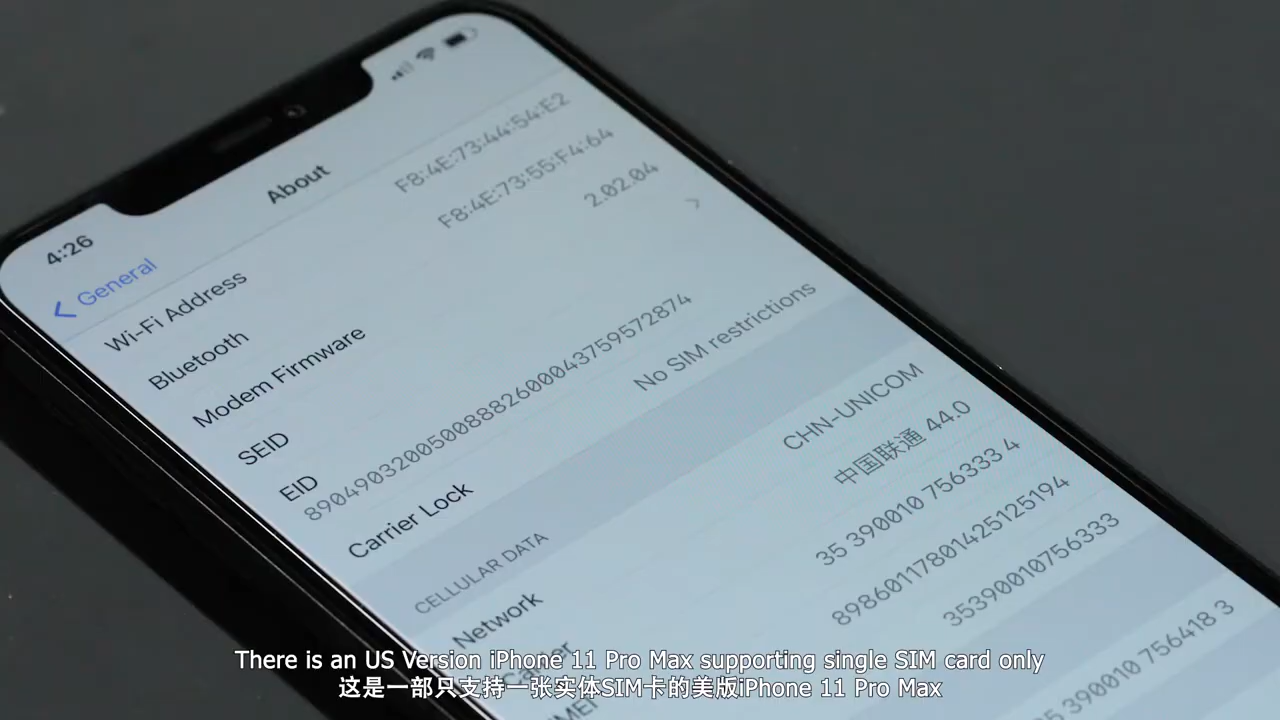 4:26
General
About
Wi-Fi Address F8:4E:73:44:54:E2
Bluetooth F8:4E:73:55:F4:64
Modem Firmware 2.02.04
SEID
EID
89049032005008882600043759572874
Carrier Lock No SIM restrictions
CELLULAR DATA
Network CHN-UNICOM
Carrier 中国联通 44.0
IMEI 35 390010 756333 4
89860117801425125194
35390010756333
35 390010 756418 3
There is an US Version iPhone 11 Pro Max supporting single SIM card only
这是一部只支持一张实体SIM卡的美版iPhone 11 Pro Max